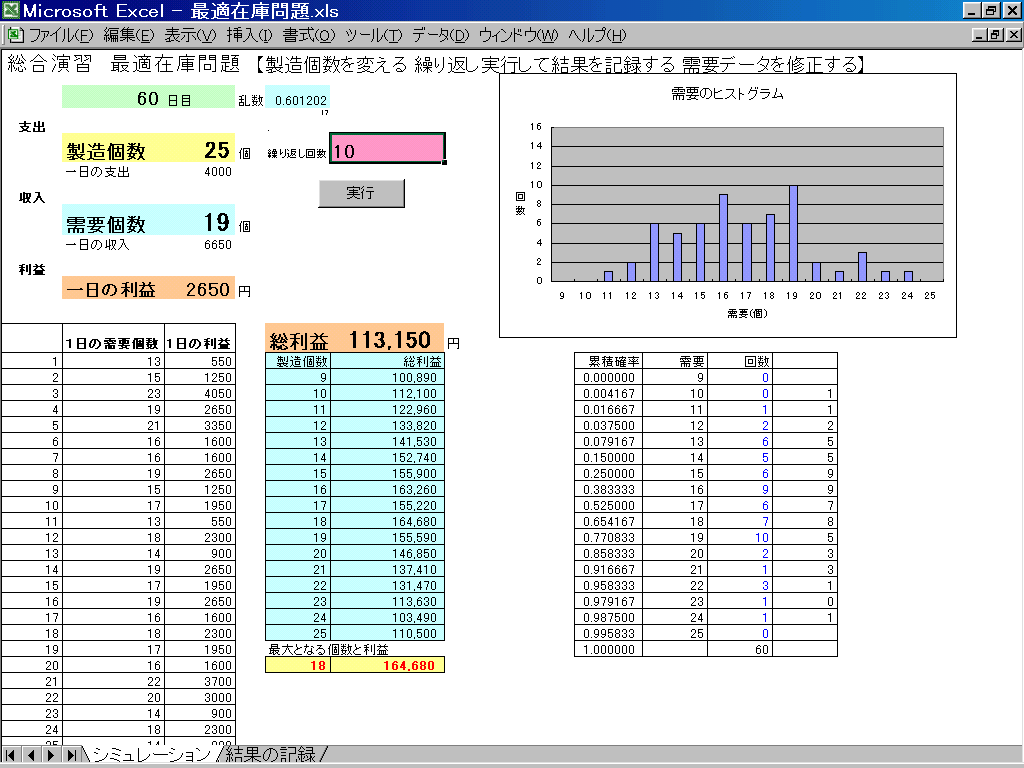 Microsoft Excel - 最適在庫問題.xls
ファイル(F) 編集(E) 表示(V) 挿入(I) 書式(O) ツール(T) データ(D) ウィンドウ(W) ヘルプ(H)
総合演習 最適在庫問題 【製造個数を変える 繰り返し実行して結果を記録する 需要データを修正する】
60 日目 乱数 0.601202
17
支出
製造個数 25 個 繰り返し回数 10
一日の支出 4000
実行
収入
需要個数 19 個
一日の収入 6650
利益
一日の利益 2650 円
需要のヒストグラム
16
14
12
10
8
6
4
2
0
回数
9 10 11 12 13 14 15 16 17 18 19 20 21 22 23 24 25
需要(個)
総利益 113,150 円
1日の需要個数 1日の利益
1 13 550
2 15 1250
3 23 4050
4 19 2650
5 21 3350
6 16 1600
7 16 1600
8 19 2650
9 15 1250
10 17 1950
11 13 550
12 18 2300
13 14 900
14 19 2650
15 17 1950
16 19 2650
17 16 1600
18 18 2300
19 17 1950
20 16 1600
21 22 3700
22 20 3000
23 14 900
24 18 2300
製造個数 総利益
9 100,890
10 112,100
11 122,960
12 133,820
13 141,530
14 152,740
15 155,900
16 163,260
17 155,220
18 164,680
19 155,590
20 146,850
21 137,410
22 131,470
23 113,630
24 103,490
25 110,500
最大となる個数と利益
18 164,680
累積確率 需要 回数
0.000000 9 0
0.004167 10 0 1
0.016667 11 1 1
0.037500 12 2 2
0.079167 13 6 5
0.150000 14 5 5
0.250000 15 6 9
0.383333 16 9 9
0.525000 17 6 7
0.654167 18 7 8
0.770833 19 10 5
0.858333 20 2 3
0.916667 21 1 3
0.958333 22 3 1
0.979167 23 1 0
0.987500 24 1 1
0.995833 25 0
1.000000 60
シミュレーション 結果の記録